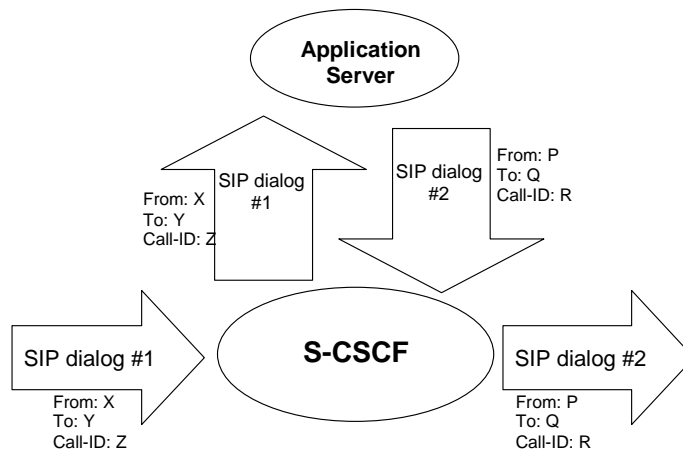 Application
Server
SIP dialog
#1
From: X
To: Y
Call-ID: Z
SIP dialog
#2
From: P
To: Q
Call-ID: R
SIP dialog #1
From: X
To: Y
Call-ID: Z
S-CSCF
SIP dialog #2
From: P
To: Q
Call-ID: R